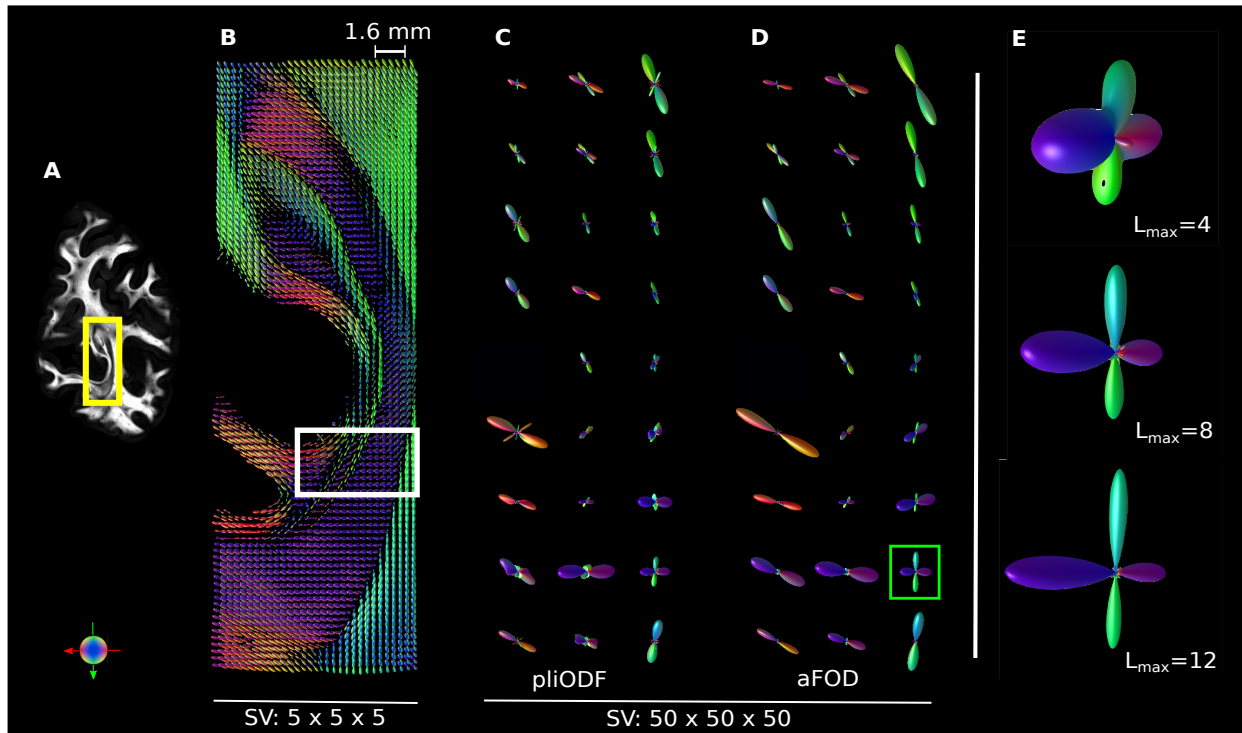 A
B
1.6 mm
C
D
E
Lmax=4
Lmax=8
Lmax=12
pliODF
aFOD
SV: 5 x 5 x 5
SV: 50 x 50 x 50